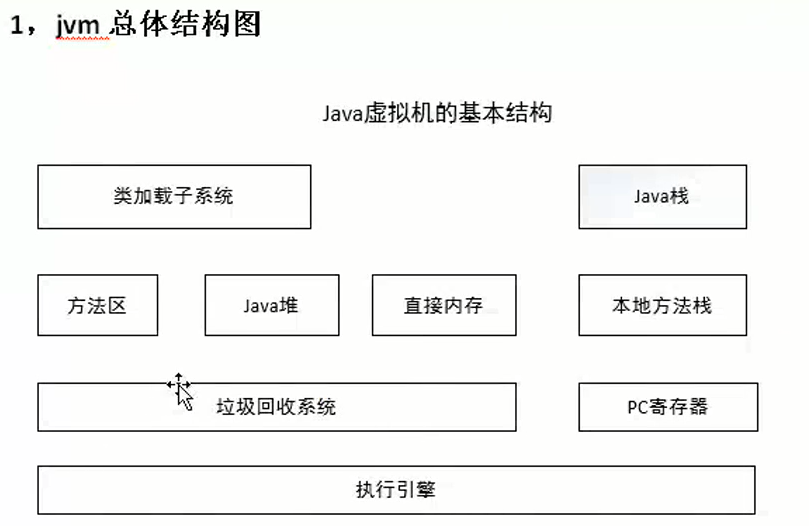 1，jvm 总体结构图
Java虚拟机的基本结构
类加载子系统
Java栈
方法区
Java堆
直接内存
本地方法栈
垃圾回收系统
PC寄存器
执行引擎